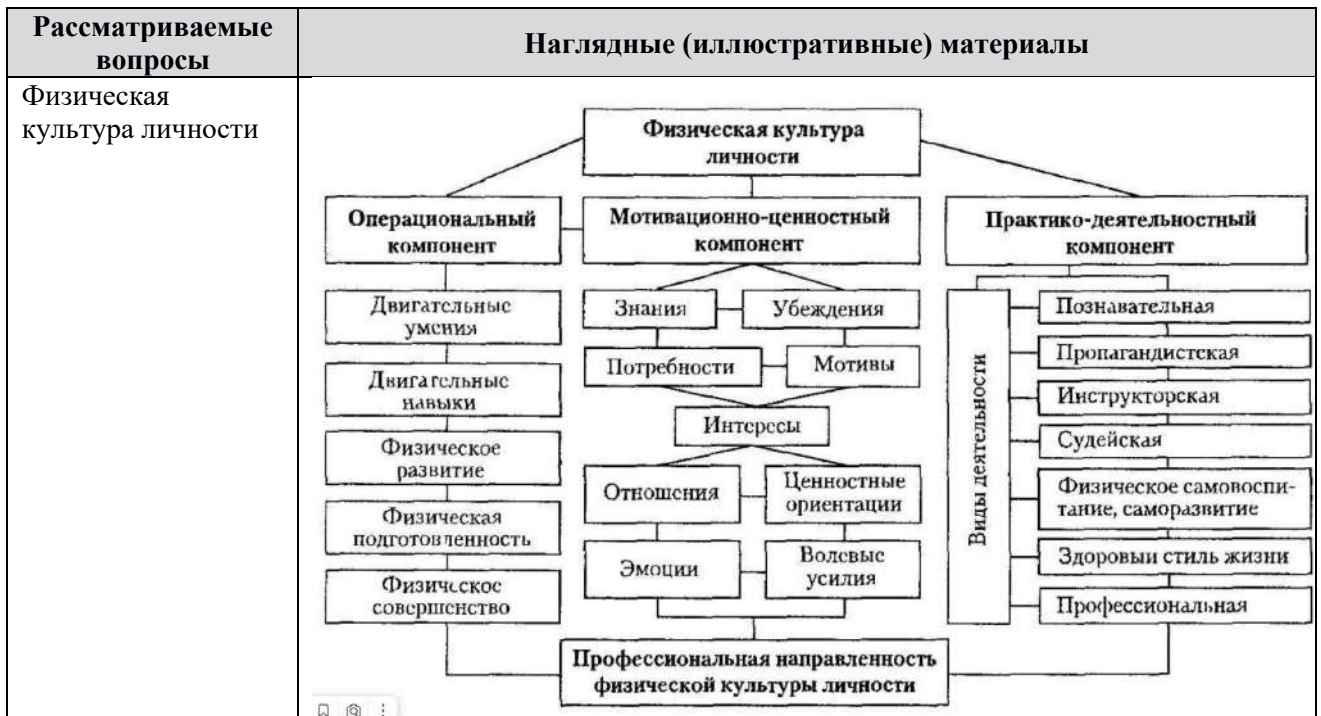 Рассматриваемые
вопросы
Наглядные (иллюстративные) материалы
Физическая
культура личности
Физическая культура
личности
Операциональный
компонент
Мотивационно-ценностный
компонент
Практико-деятельностный
компонент
Двигательные
умения
Двигательные
навыки
Физическое
развитие
Физическая
подготовленность
Физическое
совершенство
Знания
Убеждения
Потребности
Мотивы
Интересы
Отношения
Ценностные
ориентации
Эмоции
Волевые
усилия
Виды деятельности
Познавательная
Пропагандистская
Инструкторская
Судейская
Физическое самовоспи-
тание, саморазвитие
Здоровый стиль жизни
Профессиональная
Профессиональная направленность
физической культуры личности